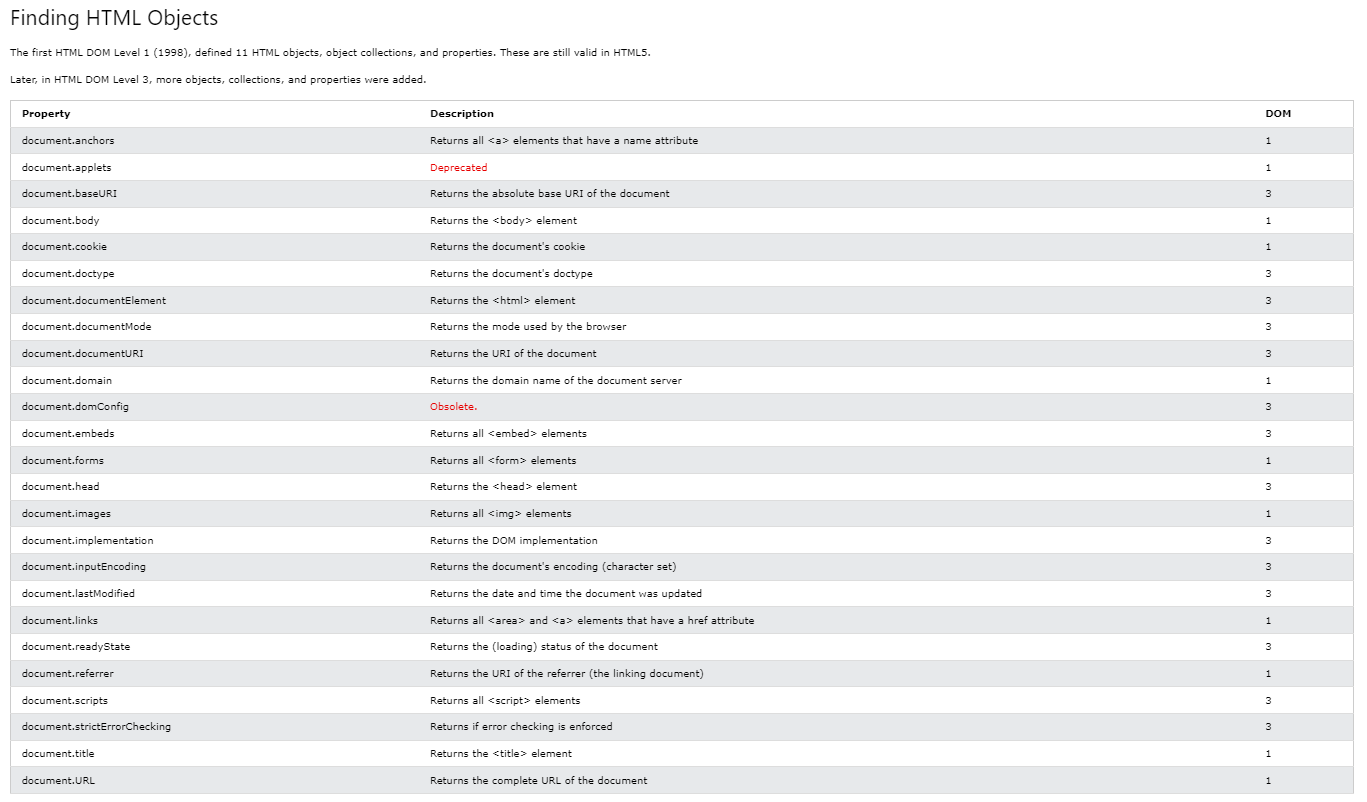 Finding HTML Objects
The first HTML DOM Level 1 (1998), defined 11 HTML objects, object collections, and properties. These are still valid in HTML5.
Later, in HTML DOM Level 3, more objects, collections, and properties were added.
Property Description DOM
document.anchors Returns all <a> elements that have a name attribute 1
document.applets Deprecated 1
document.baseURI Returns the absolute base URI of the document 3
document.body Returns the <body> element 1
document.cookie Returns the document's cookie 1
document.doctype Returns the document's doctype 3
document.documentElement Returns the <html> element 3
document.documentMode Returns the mode used by the browser 3
document.documentURI Returns the URI of the document 3
document.domain Returns the domain name of the document server 1
document.domConfig Obsolete. 3
document.embeds Returns all <embed> elements 3
document.forms Returns all <form> elements 1
document.head Returns the <head> element 3
document.images Returns all <img> elements 1
document.implementation Returns the DOM implementation 3
document.inputEncoding Returns the document's encoding (character set) 3
document.lastModified Returns the date and time the document was updated 3
document.links Returns all <area> and <a> elements that have a href attribute 1
document.readyState Returns the (loading) status of the document 3
document.referrer Returns the URI of the referrer (the linking document) 1
document.scripts Returns all <script> elements 3
document.strictErrorChecking Returns if error checking is enforced 3
document.title Returns the <title> element 1
document.URL Returns the complete URL of the document 1